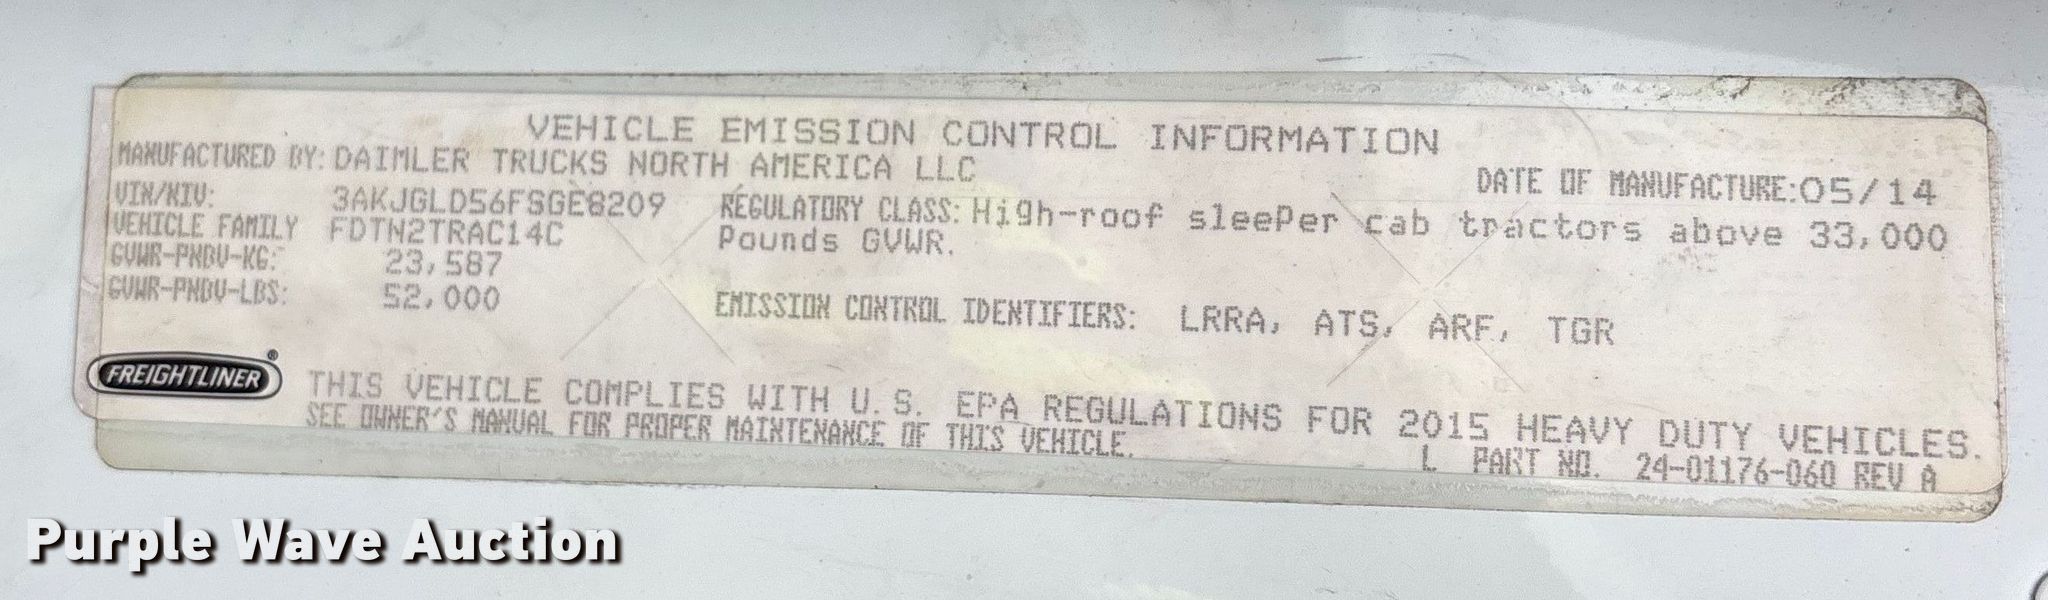 VEHICLE EMISSION CONTROL INFORMATION
MANUFACTURED BY: DAIMLER TRUCKS NORTH AMERICA LLC
DATE OF MANUFACTURE: 05/14
VIN/NIV: 3AKJGLD56FSGE8209
REGULATORY CLASS: High-roof sleeper cab tractors above 33,000
VEHICLE FAMILY FDTN2TRAC14C
Pounds GVWR.
GVWR-PNBV-KG: 23,587
GVWR-PNBV-LBS: 52,000
EMISSION CONTROL IDENTIFIERS: LRRA, ATS, ARF, TGR
FREIGHTLINER®
THIS VEHICLE COMPLIES WITH U.S. EPA REGULATIONS FOR 2015 HEAVY DUTY VEHICLES.
SEE OWNER'S MANUAL FOR PROPER MAINTENANCE OF THIS VEHICLE.
L PART NO. 24-01176-060 REV A
Purple Wave Auction